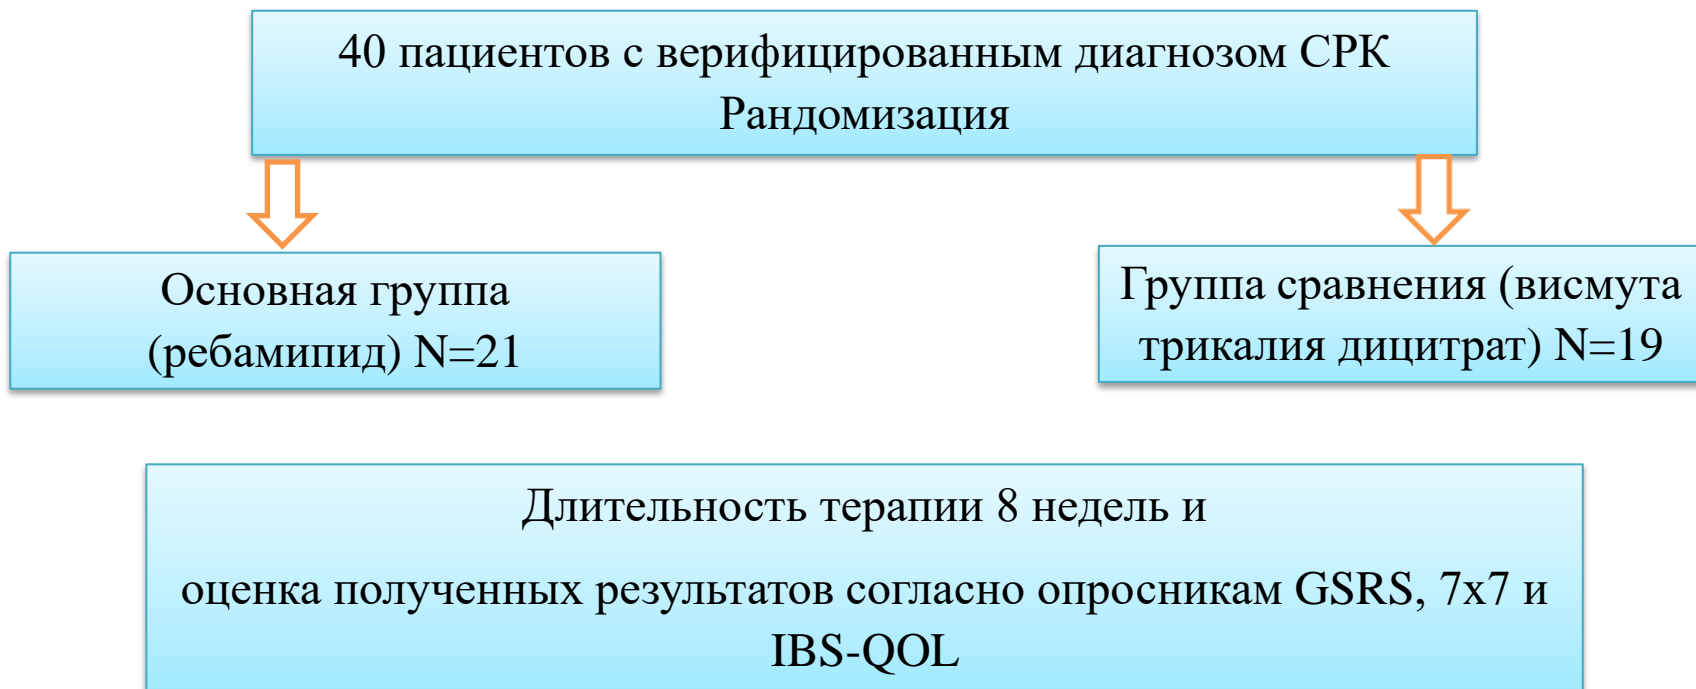 40 пациентов с верифицированным диагнозом СРК
Рандомизация
Основная группа
(ребамипид) N=21
Группа сравнения (висмута
трикалия дицитрат) N=19
Длительность терапии 8 недель и
оценка полученных результатов согласно опросникам GSRS, 7x7 и
IBS-QOL